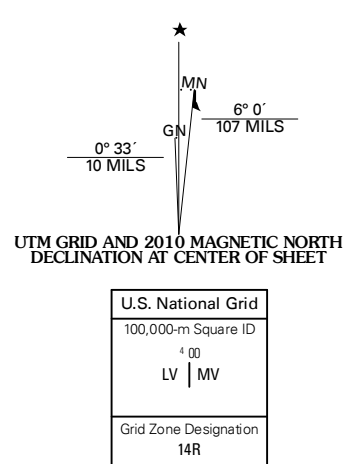 ★
MN
GN
6° 0´
107 MILS
0° 33´
10 MILS
UTM GRID AND 2010 MAGNETIC NORTH
DECLINATION AT CENTER OF SHEET
U.S. National Grid
100,000-m Square ID
4 00
LV MV
Grid Zone Designation
14R